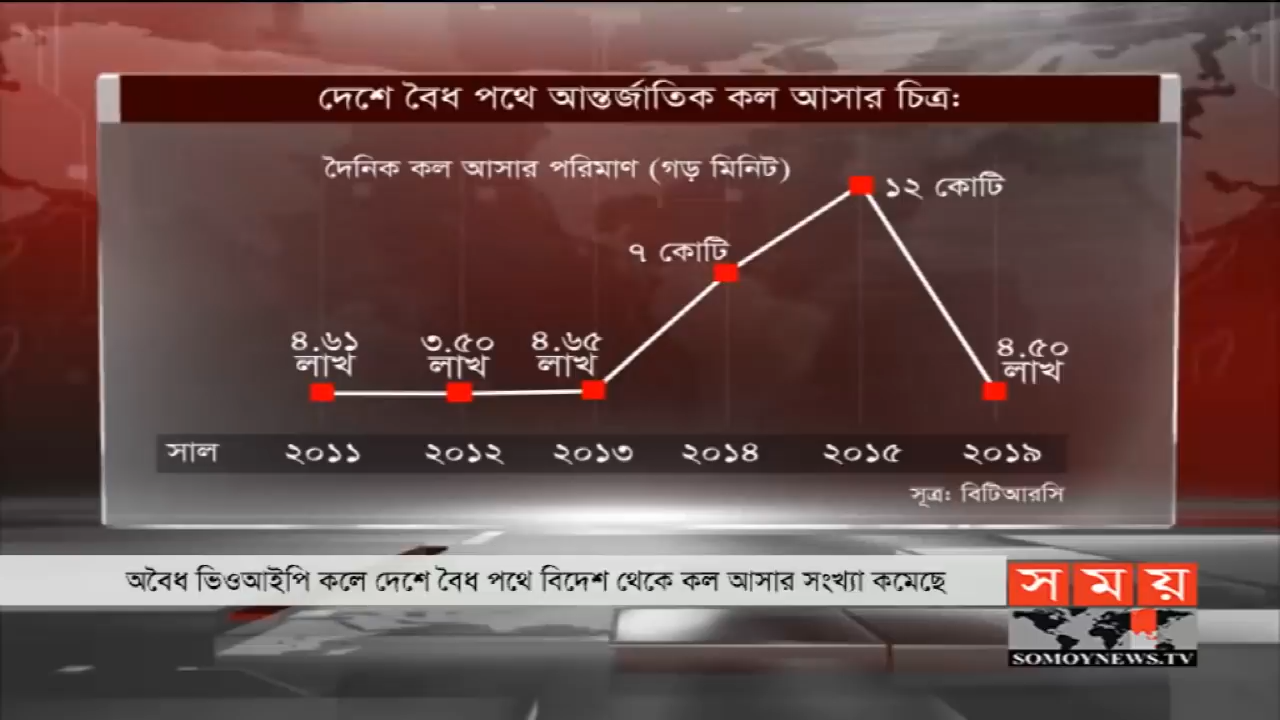 দেশে বৈধ পথে আন্তর্জাতিক কল আসার চিত্র:
দৈনিক কল আসার পরিমাণ (গড় মিনিট)
১২ কোটি
৭ কোটি
৪.৬১
লাখ
৩.৫০
লাখ
৪.৬৫
লাখ
৪.৫০
লাখ
সাল ২০১১ ২০১২ ২০১৩ ২০১৪ ২০১৫ ২০১৯
সূত্র: বিটিআরসি
অবৈধ ভিওআইপি কলে দেশে বৈধ পথে বিদেশ থেকে কল আসার সংখ্যা কমেছে
সময়
SOMOYNEWS.TV